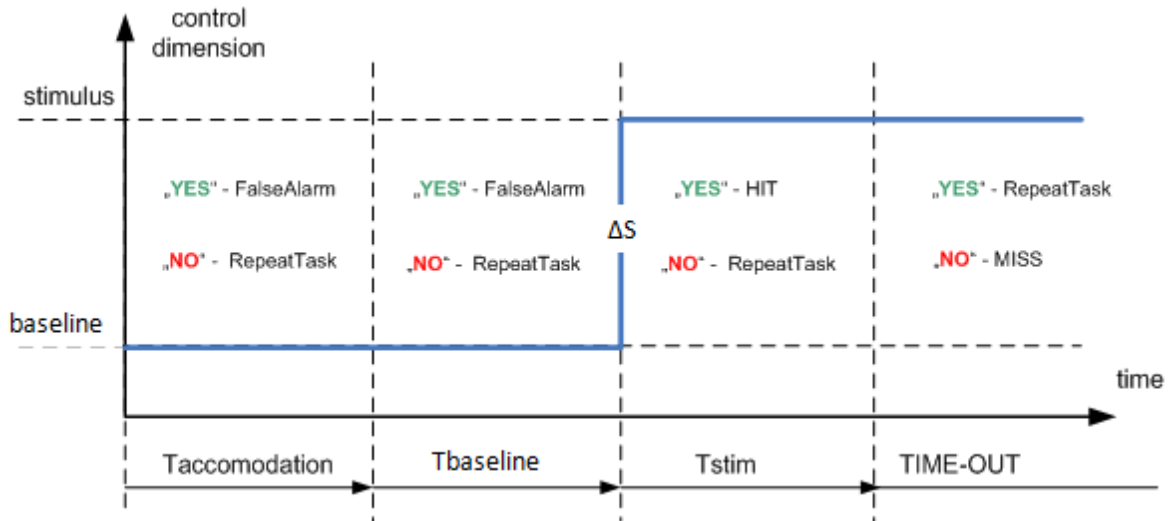 control
dimension
stimulus
„YES“ - FalseAlarm
„YES“ - FalseAlarm
„YES“ - HIT
„YES“ - RepeatTask
ΔS
„NO“ - RepeatTask
„NO“ - RepeatTask
„NO“ - RepeatTask
„NO“ - MISS
baseline
time
Taccomodation
Tbaseline
Tstim
TIME-OUT